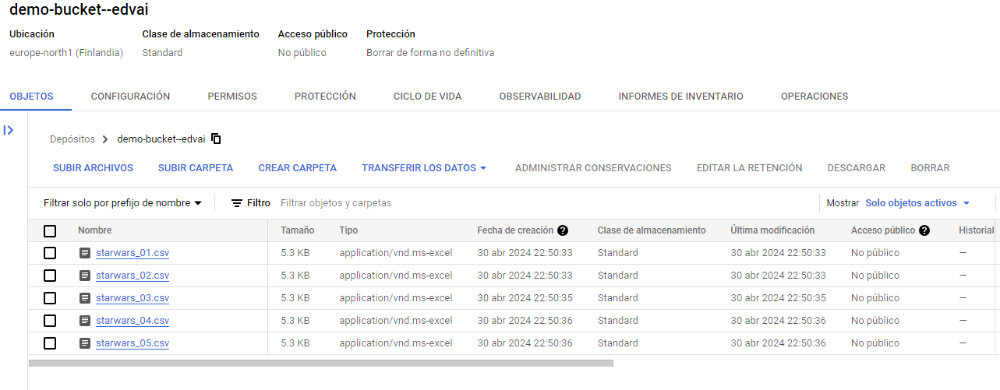 demo-bucket--edvai
Ubicación Clase de almacenamiento Acceso público Protección
europe-north1 (Finlandia) Standard No público Borrar de forma no definitiva
OBJETOS CONFIGURACIÓN PERMISOS PROTECCIÓN CICLO DE VIDA OBSERVABILIDAD INFORMES DE INVENTARIO OPERACIONES
Depósitos demo-bucket--edvai
SUBIR ARCHIVOS SUBIR CARPETA CREAR CARPETA TRANSFERIR LOS DATOS ADMINISTRAR CONSERVACIONES EDITAR LA RETENCIÓN DESCARGAR BORRAR
Filtrar solo por prefijo de nombre Filtro Filtrar objetos y carpetas Mostrar Solo objetos activos
Nombre Tamaño Tipo Fecha de creación ? Clase de almacenamiento Última modificación Acceso público ? Historial
starwars_01.csv 5.3 KB application/vnd.ms-excel 30 abr 2024 22:50:33 Standard 30 abr 2024 22:50:33 No público —
starwars_02.csv 5.3 KB application/vnd.ms-excel 30 abr 2024 22:50:33 Standard 30 abr 2024 22:50:33 No público —
starwars_03.csv 5.3 KB application/vnd.ms-excel 30 abr 2024 22:50:35 Standard 30 abr 2024 22:50:35 No público —
starwars_04.csv 5.3 KB application/vnd.ms-excel 30 abr 2024 22:50:36 Standard 30 abr 2024 22:50:36 No público —
starwars_05.csv 5.3 KB application/vnd.ms-excel 30 abr 2024 22:50:36 Standard 30 abr 2024 22:50:36 No público —